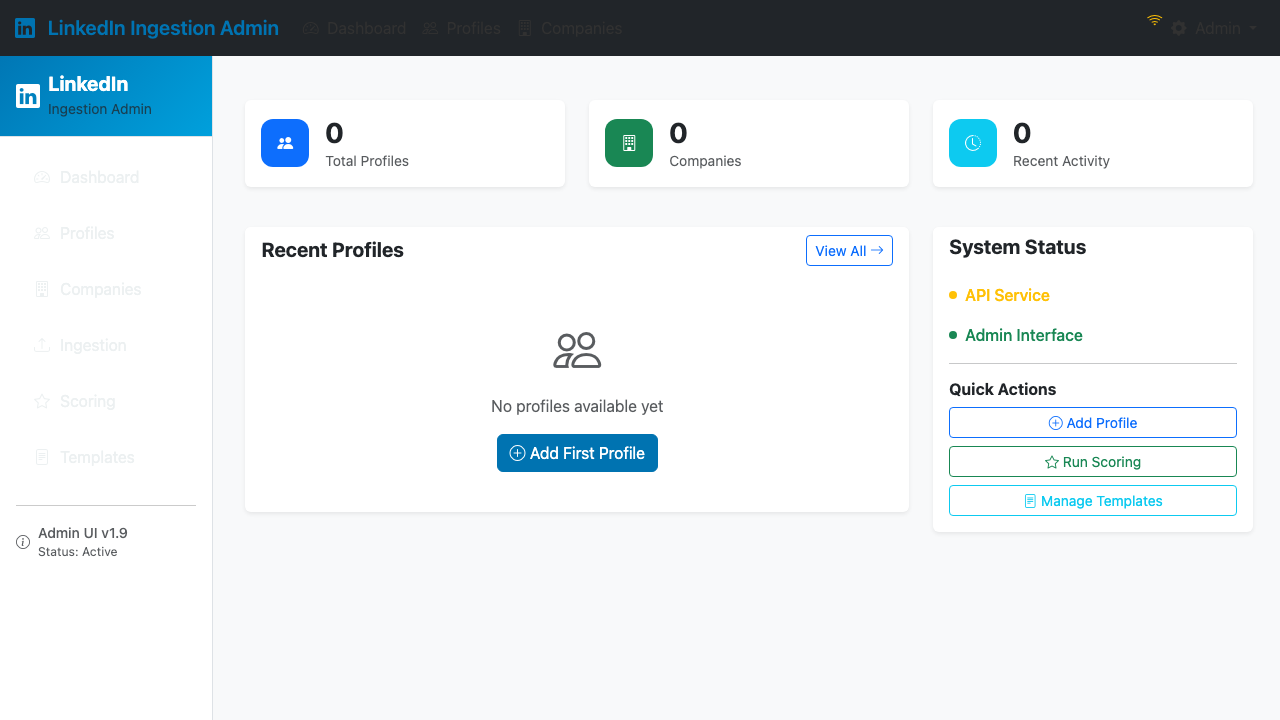 LinkedIn Ingestion Admin
Dashboard
Profiles
Companies
Admin
LinkedIn
Ingestion Admin
Dashboard
Profiles
Companies
Ingestion
Scoring
Templates
Admin UI v1.9
Status: Active
0
Total Profiles
0
Companies
0
Recent Activity
Recent Profiles
View All
No profiles available yet
Add First Profile
System Status
API Service
Admin Interface
Quick Actions
Add Profile
Run Scoring
Manage Templates